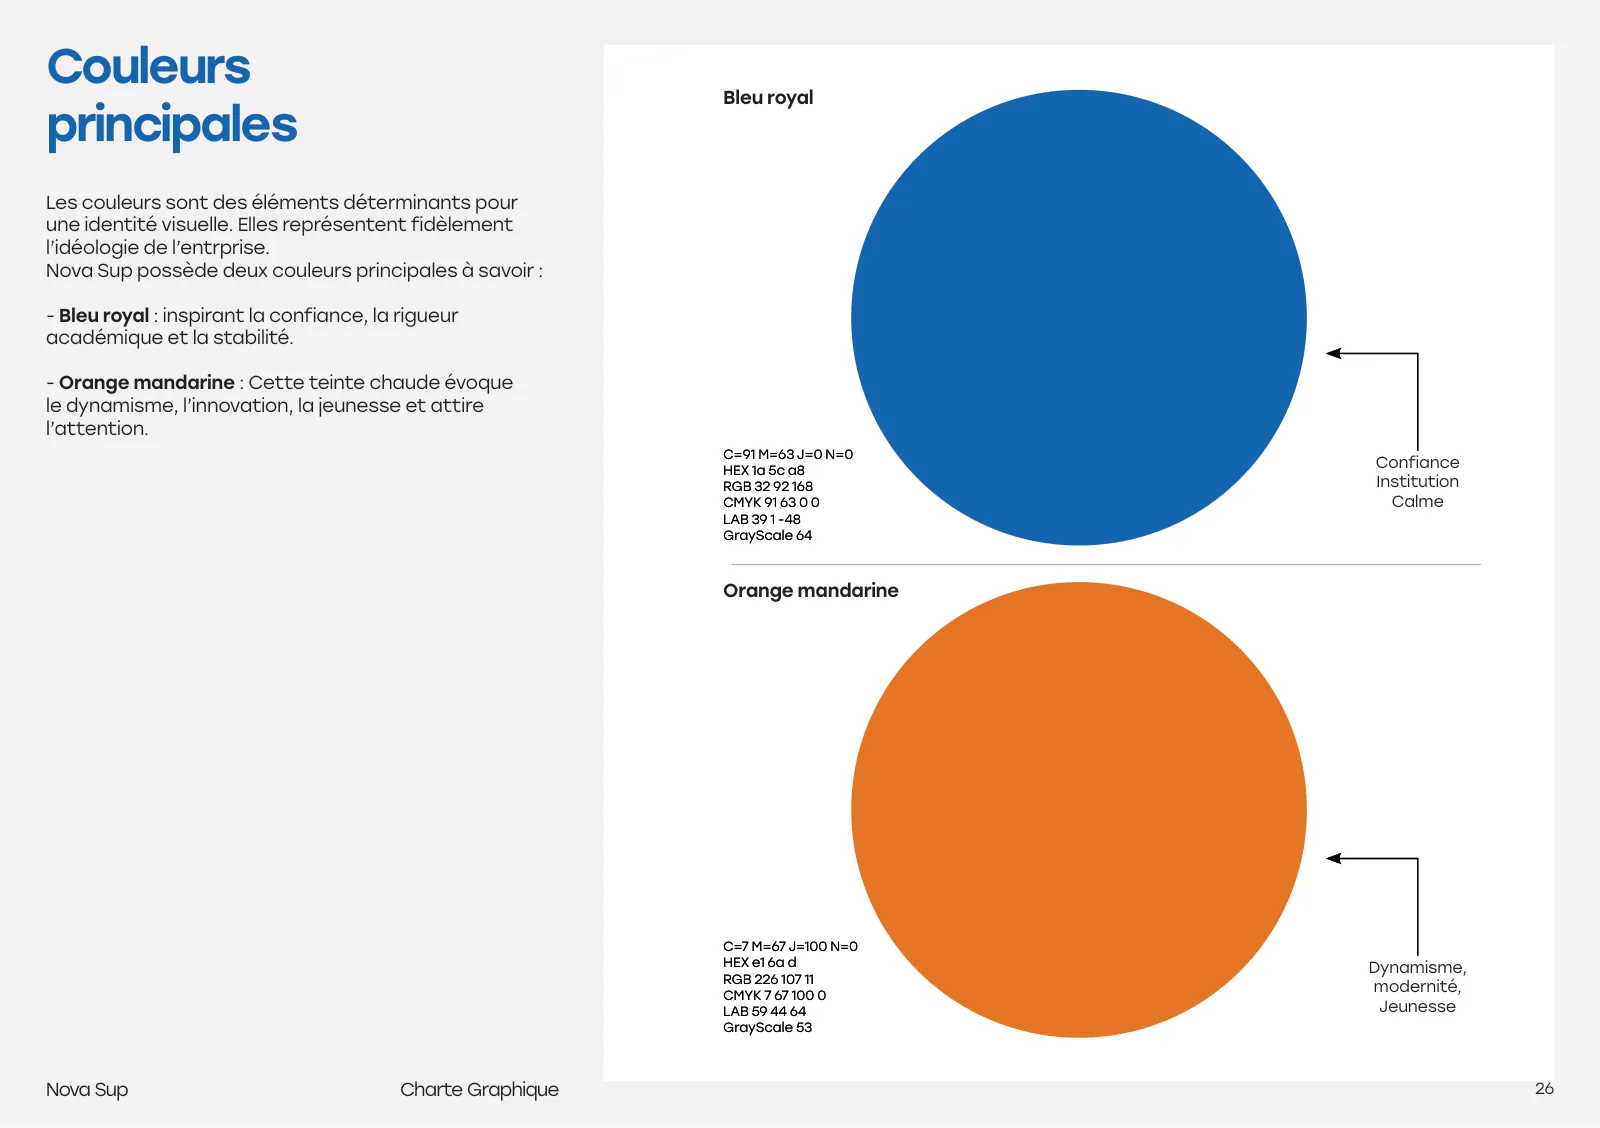 Couleurs
principales
Les couleurs sont des éléments déterminants pour
une identité visuelle. Elles représentent fidèlement
l’idéologie de l’entrprise.
Nova Sup possède deux couleurs principales à savoir :
- Bleu royal : inspirant la confiance, la rigueur
académique et la stabilité.
- Orange mandarine : Cette teinte chaude évoque
le dynamisme, l’innovation, la jeunesse et attire
l’attention.
Bleu royal
C=91 M=63 J=0 N=0
HEX 1a 5c a8
RGB 32 92 168
CMYK 91 63 0 0
LAB 39 1 -48
GrayScale 64
Confiance
Institution
Calme
Orange mandarine
C=7 M=67 J=100 N=0
HEX e1 6a d
RGB 226 107 11
CMYK 7 67 100 0
LAB 59 44 64
GrayScale 53
Dynamisme,
modernité,
Jeunesse
Nova Sup
Charte Graphique
26